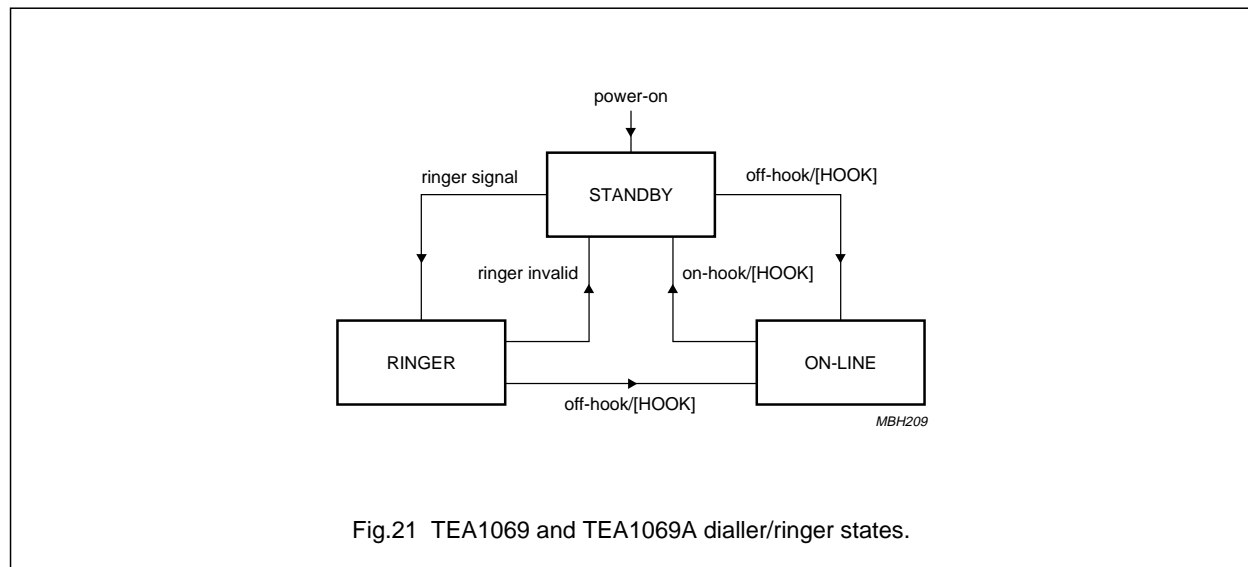 power-on
ringer signal
STANDBY
off-hook/[HOOK]
ringer invalid
on-hook/[HOOK]
RINGER
ON-LINE
off-hook/[HOOK]
MBH209
Fig.21 TEA1069 and TEA1069A dialler/ringer states.